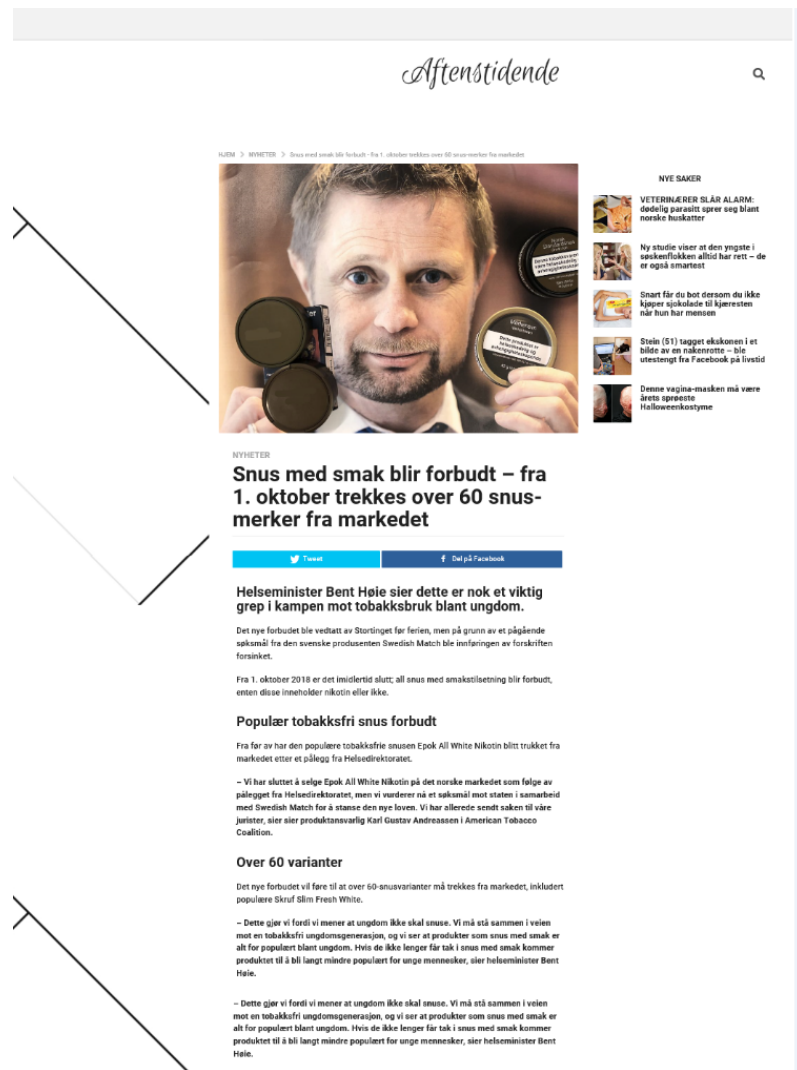 Aftenstidende
HJEM > NYHETER > Snus med smak blir forbudt - fra 1. oktober trekkes over 60 snus-merker fra markedet
NYE SAKER
VETERINÆRER SLÅR ALARM:
dødelig parasitt sprer seg blant
norske huskatter
Ny studie viser at den yngste i
søskenflokken alltid har rett – de
er også smartest
Snart får du bot dersom du ikke
kjøper sjokolade til kjæresten
når hun har mensen
Stein (51) tagget ekskonen i et
bilde av en nakenrotte – ble
utestengt fra Facebook på livstid
Denne vagina-masken må være
årets sprøeste
Halloweenkostyme
NYHETER
Snus med smak blir forbudt – fra
1. oktober trekkes over 60 snus-
merker fra markedet
Tweet
Del på Facebook
Helseminister Bent Høie sier dette er nok et viktig
grep i kampen mot tobakksbruk blant ungdom.
Det nye forbudet ble vedtatt av Stortinget før ferien, men på grunn av et pågående
søksmål fra den svenske produsenten Swedish Match ble innføringen av forskriften
forsinket.
Fra 1. oktober 2018 er det imidlertid slutt; all snus med smakstilsetning blir forbudt,
enten disse inneholder nikotin eller ikke.
Populær tobakksfri snus forbudt
Fra før av har den populære tobakksfrie snusen Epok All White Nikotin blitt trukket fra
markedet etter et pålegg fra Helsedirektoratet.
– Vi har sluttet å selge Epok All White Nikotin på det norske markedet som følge av
pålegget fra Helsedirektoratet, men vi vurderer nå et søksmål mot staten i samarbeid
med Swedish Match for å stanse den nye loven. Vi har allerede sendt saken til våre
jurister, sier sier produktansvarlig Karl Gustav Andreassen i American Tobacco
Coalition.
Over 60 varianter
Det nye forbudet vil føre til at over 60-snusvarianter må trekkes fra markedet, inkludert
populære Skruf Slim Fresh White.
– Dette gjør vi fordi vi mener at ungdom ikke skal snuse. Vi må stå sammen i veien
mot en tobakksfri ungdomsgenerasjon, og vi ser at produkter som snus med smak er
alt for populært blant ungdom. Hvis de ikke lenger får tak i snus med smak kommer
produktet til å bli langt mindre populært for unge mennesker, sier helseminister Bent
Høie.
– Dette gjør vi fordi vi mener at ungdom ikke skal snuse. Vi må stå sammen i veien
mot en tobakksfri ungdomsgenerasjon, og vi ser at produkter som snus med smak er
alt for populært blant ungdom. Hvis de ikke lenger får tak i snus med smak kommer
produktet til å bli langt mindre populært for unge mennesker, sier helseminister Bent
Høie.